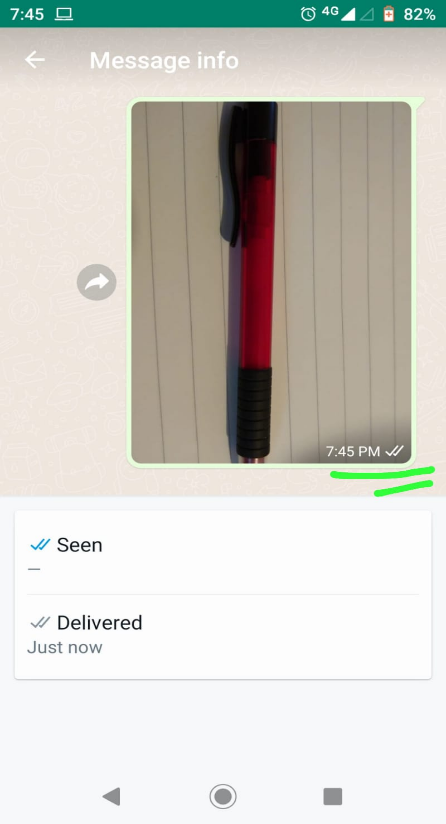 7:45 4G 82%
Message info
7:45 PM
Seen
—
Delivered
Just now